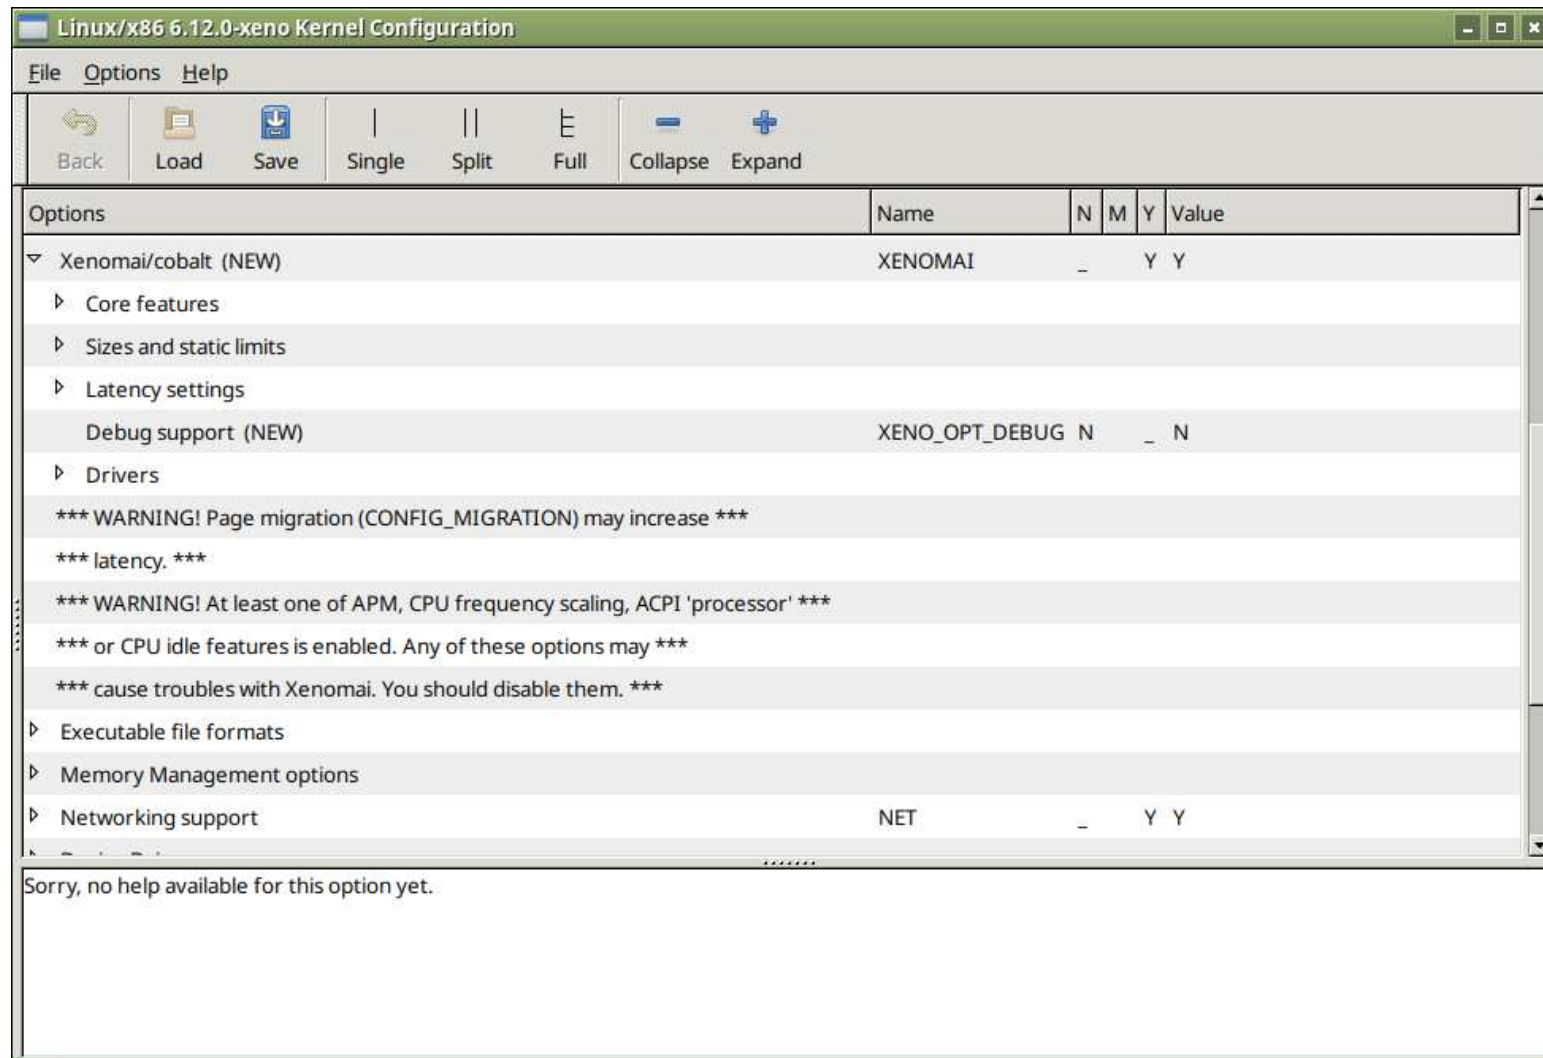 Linux/x86 6.12.0-xeno Kernel Configuration
File Options Help
Back Load Save Single Split Full Collapse Expand
Options Name N M Y Value
Xenomai/cobalt (NEW) XENOMAI _ Y Y
Core features
Sizes and static limits
Latency settings
Debug support (NEW) XENO_OPT_DEBUG N _ N
Drivers
*** WARNING! Page migration (CONFIG_MIGRATION) may increase ***
*** latency. ***
*** WARNING! At least one of APM, CPU frequency scaling, ACPI 'processor' ***
*** or CPU idle features is enabled. Any of these options may ***
*** cause troubles with Xenomai. You should disable them. ***
Executable file formats
Memory Management options
Networking support NET _ Y Y
Sorry, no help available for this option yet.